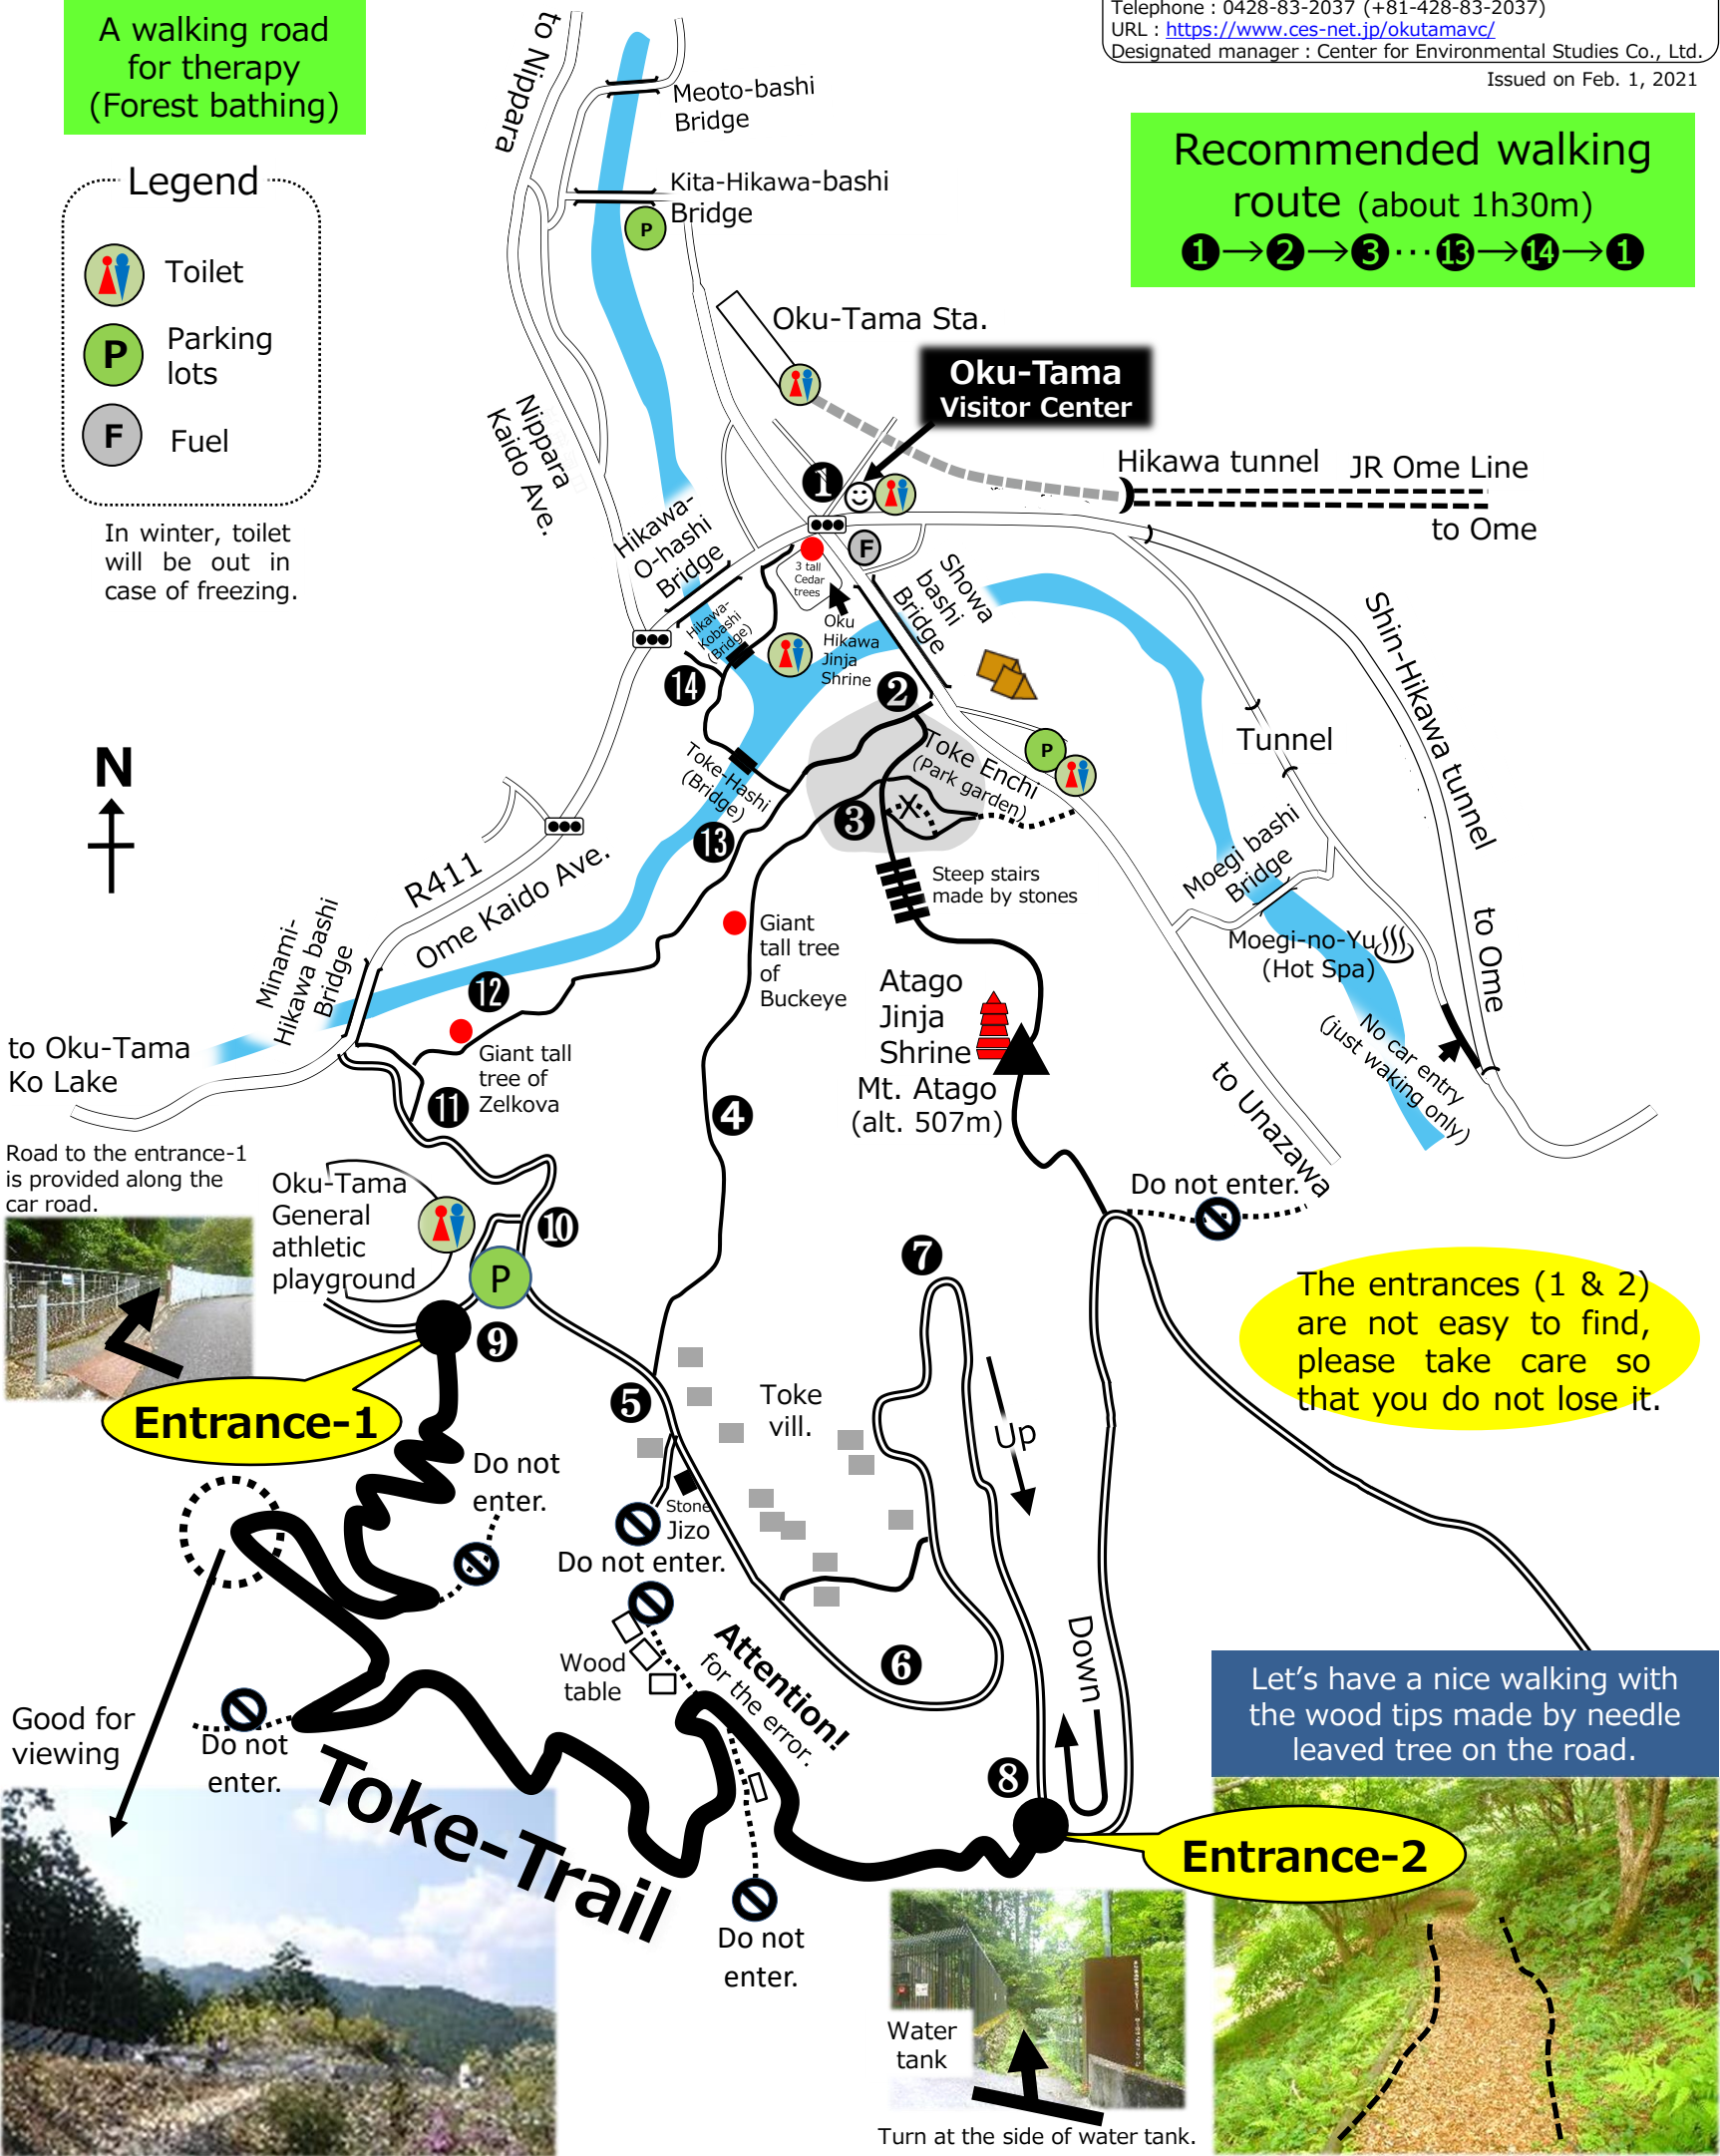 A walking road
for therapy
(Forest bathing)
Telephone : 0428-83-2037 (+81-428-83-2037)
URL : https://www.ces-net.jp/okutamavc/
Designated manager : Center for Environmental Studies Co., Ltd.
Issued on Feb. 1, 2021
Recommended walking
route (about 1h30m)
❶→❷→❸…⓭→⓮→❶
Legend
Toilet
P
Parking
lots
F
Fuel
In winter, toilet
will be out in
case of freezing.
to Nippara
Meoto-bashi
Bridge
Kita-Hikawa-bashi
Bridge
P
Oku-Tama Sta.
Oku-Tama
Visitor Center
Nippara
Kaido Ave.
Hikawa tunnel
JR Ome Line
to Ome
❶
F
Hikawa-
O-hashi
Bridge
3 tall
Cedar
trees
Showa
bashi
Bridge
Hikawa-
Kobashi
(Bridge)
Oku
Hikawa
Jinja
Shrine
Shin-Hikawa tunnel
to Ome
⓮
❷
N
Toke-Hashi
(Bridge)
Toke Enchi
(Park garden)
P
Tunnel
⓭
❸
R411
Ome Kaido Ave.
Steep stairs
made by stones
Moegi bashi
Bridge
Moegi-no-Yu
(Hot Spa)
Minami-
Hikawa bashi
Bridge
Giant
tall tree
of
Buckeye
⓬
Atago
Jinja
Shrine
Mt. Atago
(alt. 507m)
No car entry
(just waking only)
to Oku-Tama
Ko Lake
Giant tall
tree of
Zelkova
⓫
❹
to Unazawa
Road to the entrance-1
is provided along the
car road.
Oku-Tama
General
athletic
playground
Do not enter.
❿
P
❼
The entrances (1 & 2)
are not easy to find,
please take care so
that you do not lose it.
❾
Entrance-1
❺
Toke
vill.
Up
Do not
enter.
Stone
Jizo
Do not enter.
Wood
table
Attention!
for the error.
❻
Down
Let’s have a nice walking with
the wood tips made by needle
leaved tree on the road.
Good for
viewing
Do not
enter.
Toke-Trail
❽
Entrance-2
Do not
enter.
Water
tank
Turn at the side of water tank.